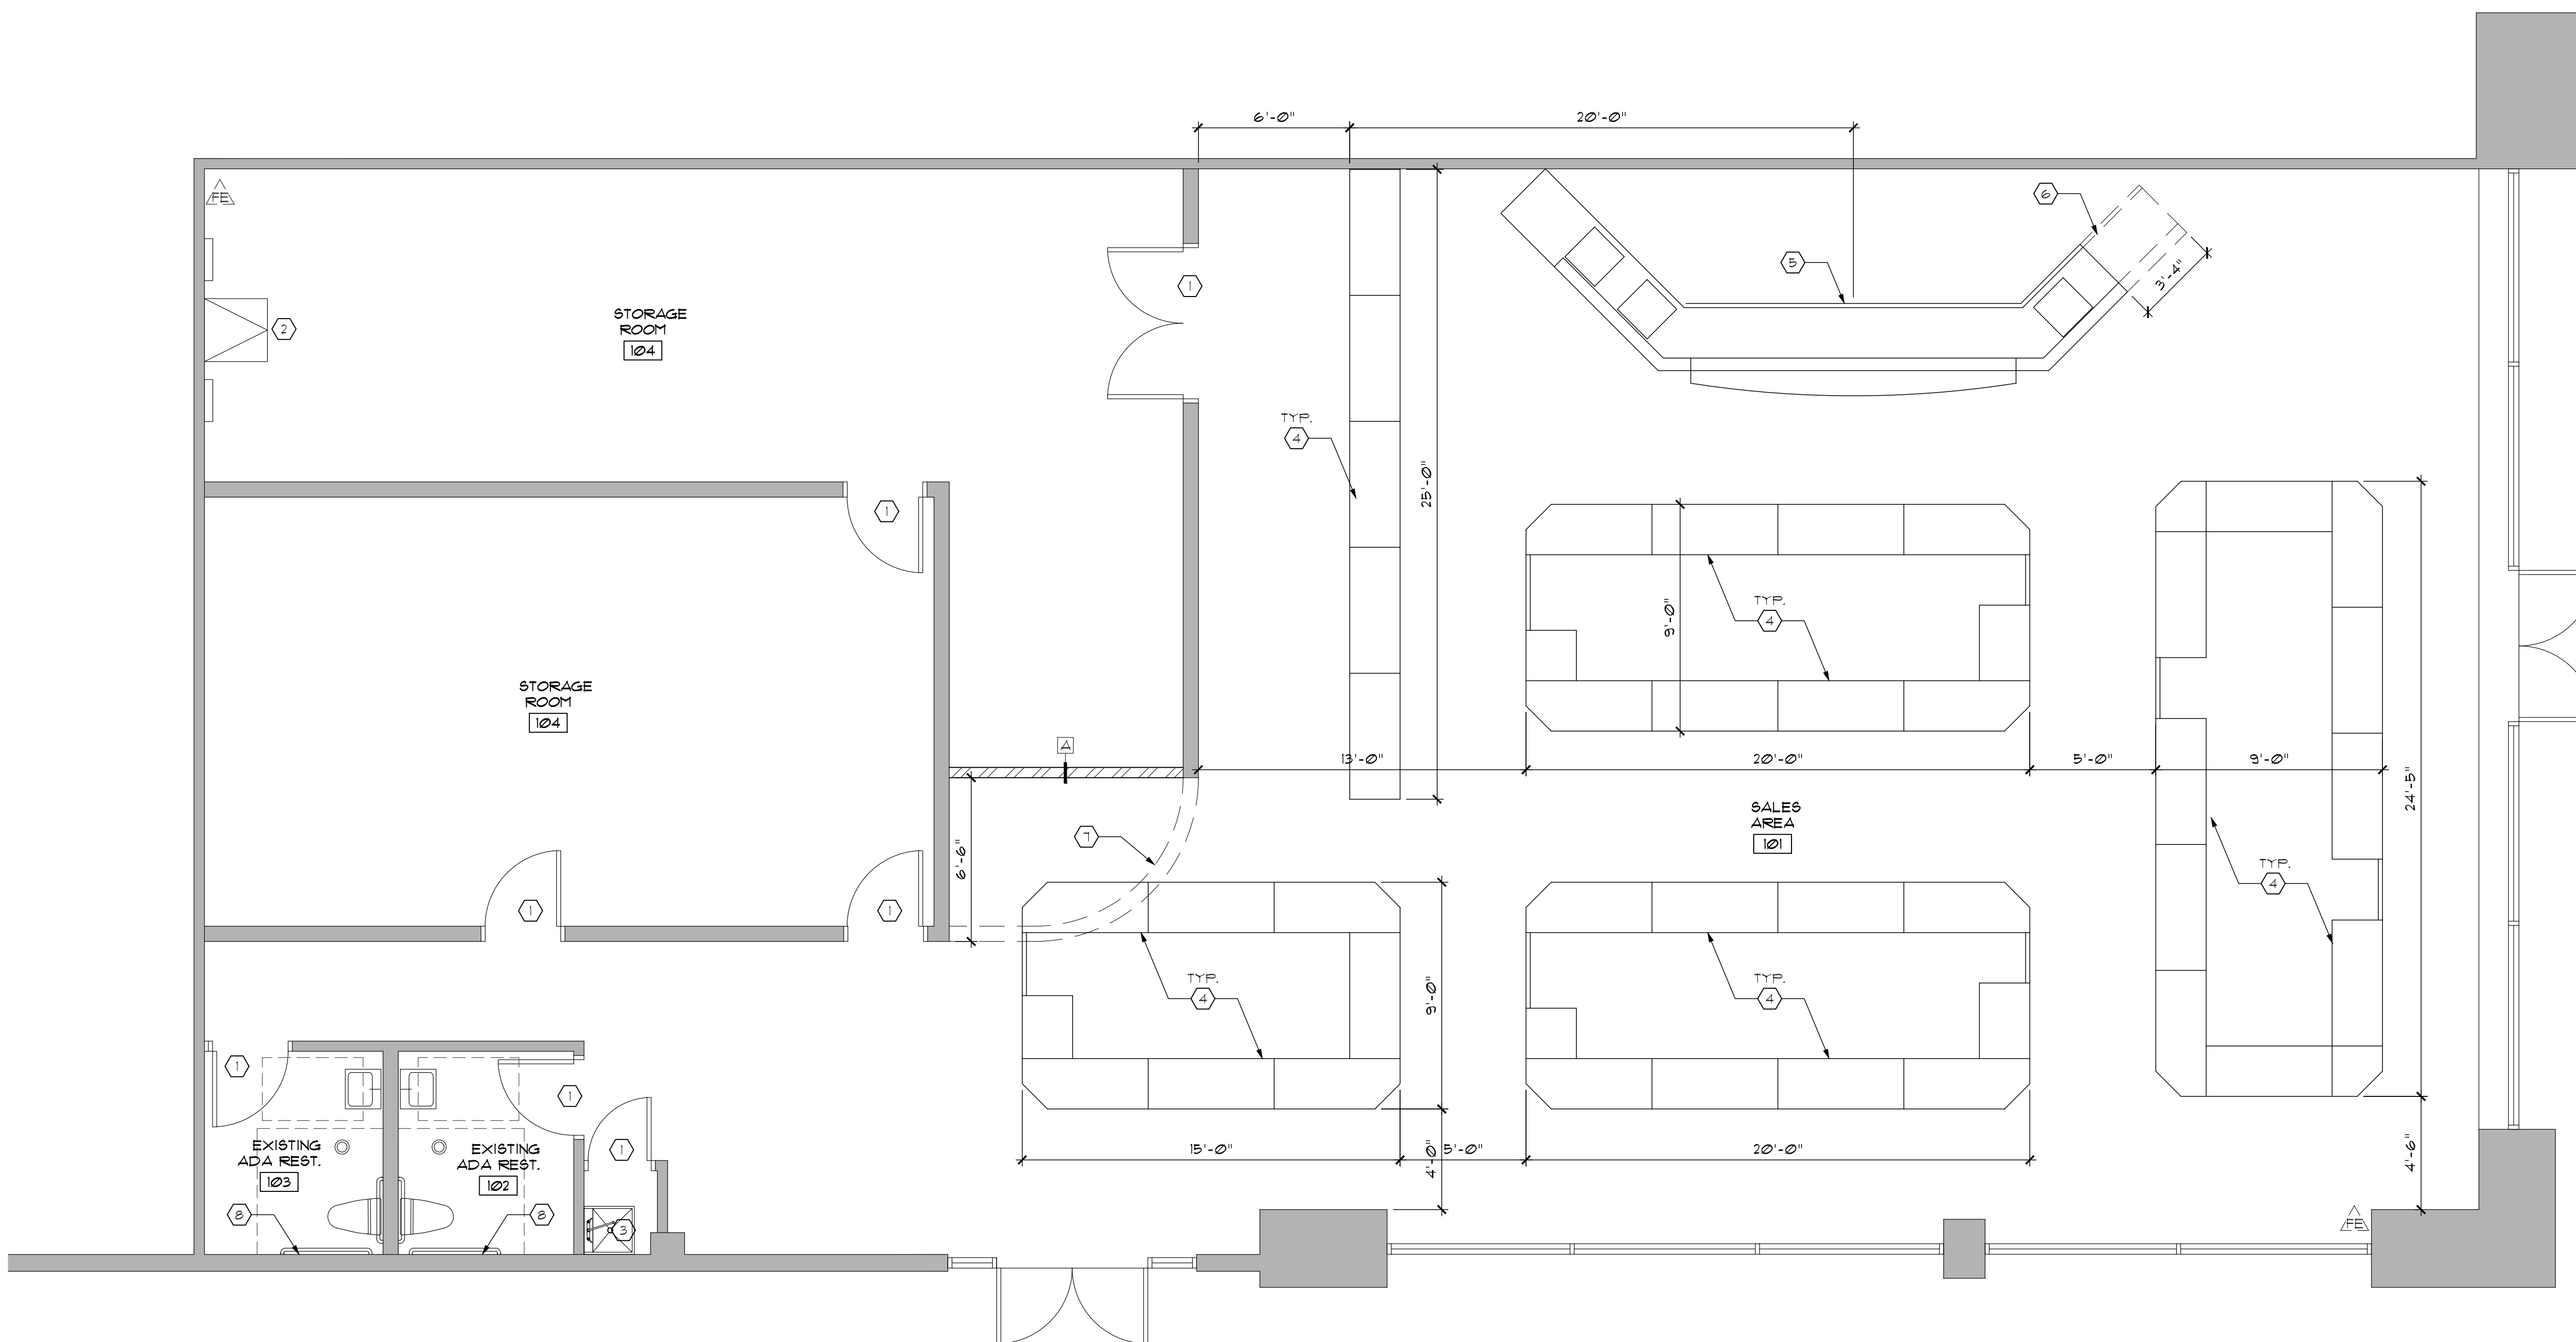 6'-0"
20'-0"
FE
6
5
3'-4"
1
STORAGE
ROOM
104
2
TYP.
4
25'-0"
1
9'-0"
TYP.
4
STORAGE
ROOM
104
A
13'-0"
20'-0"
5'-0"
9'-0"
24'-5"
SALES
AREA
101
7
6'-6"
TYP.
4
1
1
TYP.
4
9'-0"
TYP.
4
1
1
EXISTING
ADA REST.
103
EXISTING
ADA REST.
102
1
15'-0"
4'-0"
5'-0"
20'-0"
4'-6"
8
8
3
FE